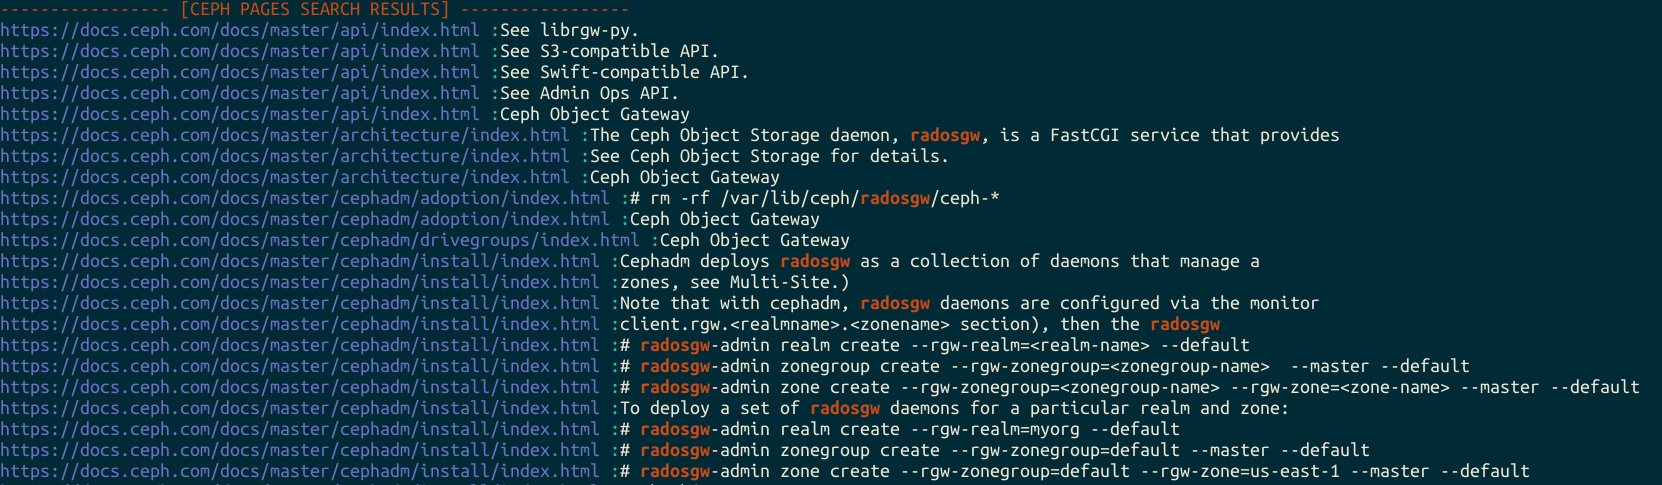 ----------------- [CEPH PAGES SEARCH RESULTS] -----------------
https://docs.ceph.com/docs/master/api/index.html :See librgw-py.
https://docs.ceph.com/docs/master/api/index.html :See S3-compatible API.
https://docs.ceph.com/docs/master/api/index.html :See Swift-compatible API.
https://docs.ceph.com/docs/master/api/index.html :See Admin Ops API.
https://docs.ceph.com/docs/master/api/index.html :Ceph Object Gateway
https://docs.ceph.com/docs/master/architecture/index.html :The Ceph Object Storage daemon, radosgw, is a FastCGI service that provides
https://docs.ceph.com/docs/master/architecture/index.html :See Ceph Object Storage for details.
https://docs.ceph.com/docs/master/architecture/index.html :Ceph Object Gateway
https://docs.ceph.com/docs/master/cephadm/adoption/index.html :# rm -rf /var/lib/ceph/radosgw/ceph-*
https://docs.ceph.com/docs/master/cephadm/adoption/index.html :Ceph Object Gateway
https://docs.ceph.com/docs/master/cephadm/drivegroups/index.html :Ceph Object Gateway
https://docs.ceph.com/docs/master/cephadm/install/index.html :Cephadm deploys radosgw as a collection of daemons that manage a
https://docs.ceph.com/docs/master/cephadm/install/index.html :zones, see Multi-Site.)
https://docs.ceph.com/docs/master/cephadm/install/index.html :Note that with cephadm, radosgw daemons are configured via the monitor
https://docs.ceph.com/docs/master/cephadm/install/index.html :client.rgw.<realmname>.<zonename> section), then the radosgw
https://docs.ceph.com/docs/master/cephadm/install/index.html :# radosgw-admin realm create --rgw-realm=<realm-name> --default
https://docs.ceph.com/docs/master/cephadm/install/index.html :# radosgw-admin zonegroup create --rgw-zonegroup=<zonegroup-name>  --master --default
https://docs.ceph.com/docs/master/cephadm/install/index.html :# radosgw-admin zone create --rgw-zonegroup=<zonegroup-name> --rgw-zone=<zone-name> --master --default
https://docs.ceph.com/docs/master/cephadm/install/index.html :To deploy a set of radosgw daemons for a particular realm and zone:
https://docs.ceph.com/docs/master/cephadm/install/index.html :# radosgw-admin realm create --rgw-realm=myorg --default
https://docs.ceph.com/docs/master/cephadm/install/index.html :# radosgw-admin zonegroup create --rgw-zonegroup=default --master --default
https://docs.ceph.com/docs/master/cephadm/install/index.html :# radosgw-admin zone create --rgw-zonegroup=default --rgw-zone=us-east-1 --master --default